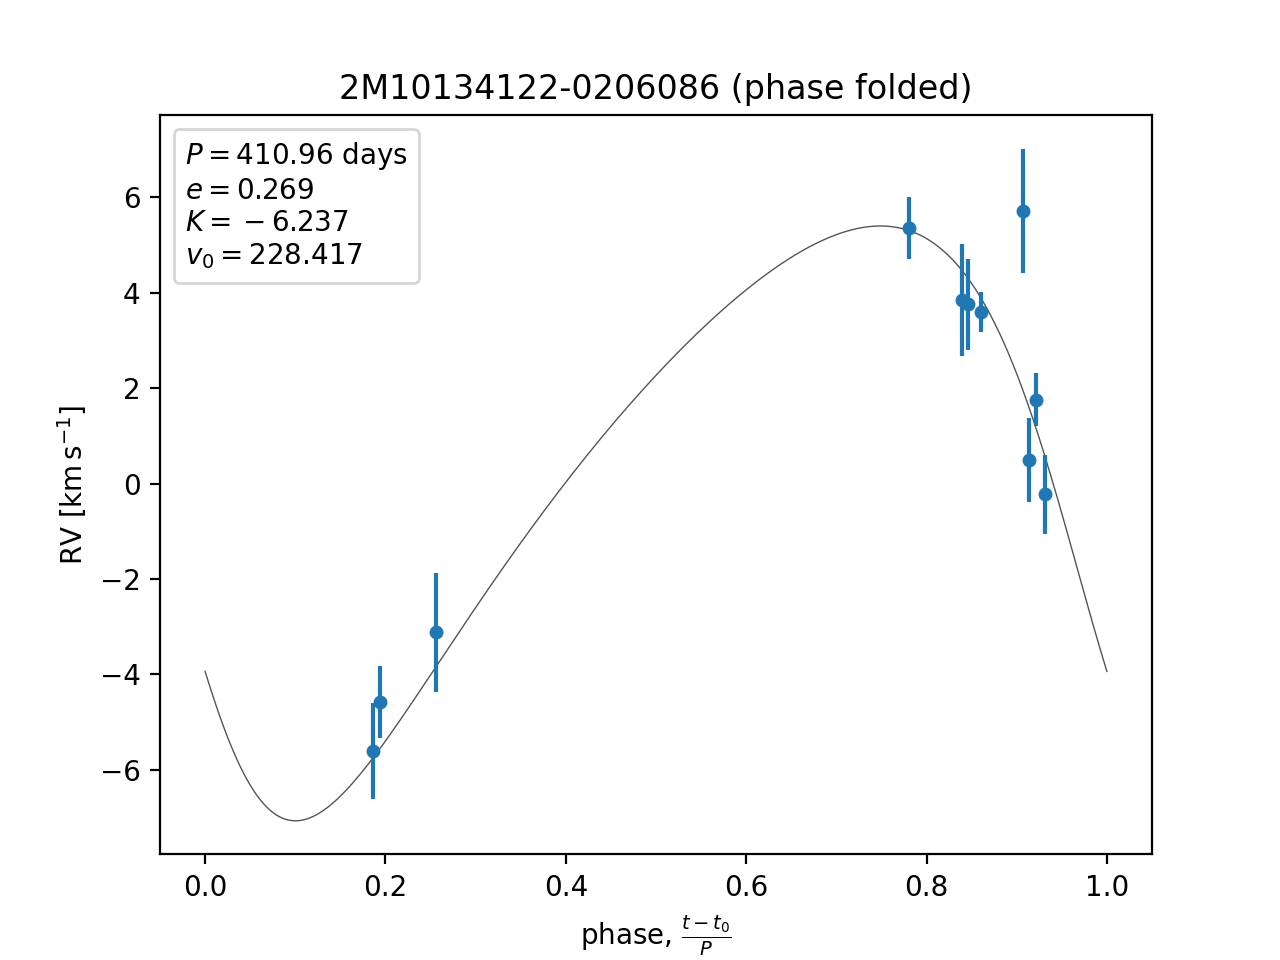 2M10134122-0206086 (phase folded)
P = 410.96 days
e = 0.269
K = −6.237
v₀ = 228.417
RV [km s⁻¹]
6
4
2
0
−2
−4
−6
0.0 0.2 0.4 0.6 0.8 1.0
phase, (t − t₀)/P